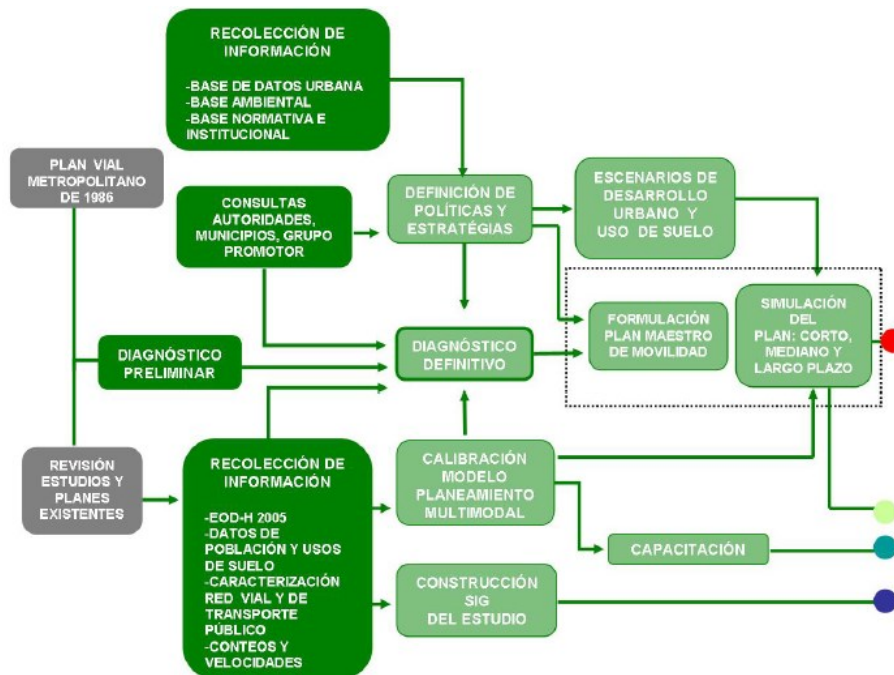 RECOLECCIÓN DE
INFORMACIÓN
-BASE DE DATOS URBANA
-BASE AMBIENTAL
-BASE NORMATIVA E
INSTITUCIONAL
PLAN VIAL
METROPOLITANO
DE 1986
CONSULTAS
AUTORIDADES,
MUNICIPIOS, GRUPO
PROMOTOR
DEFINICIÓN DE
POLÍTICAS Y
ESTRATÉGIAS
ESCENARIOS DE
DESARROLLO
URBANO Y
USO DE SUELO
DIAGNÓSTICO
PRELIMINAR
DIAGNÓSTICO
DEFINITIVO
FORMULACIÓN
PLAN MAESTRO
DE MOVILIDAD
SIMULACIÓN
DEL
PLAN: CORTO,
MEDIANO Y
LARGO PLAZO
REVISIÓN
ESTUDIOS Y
PLANES
EXISTENTES
RECOLECCIÓN DE
INFORMACIÓN
-EOD-H 2005
-DATOS DE
POBLACIÓN Y USOS
DE SUELO
-CARACTERIZACIÓN
RED VIAL Y DE
TRANSPORTE
PÚBLICO
-CONTEOS Y
VELOCIDADES
CALIBRACIÓN
MODELO
PLANEAMIENTO
MULTIMODAL
CAPACITACIÓN
CONSTRUCCIÓN
SIG
DEL ESTUDIO